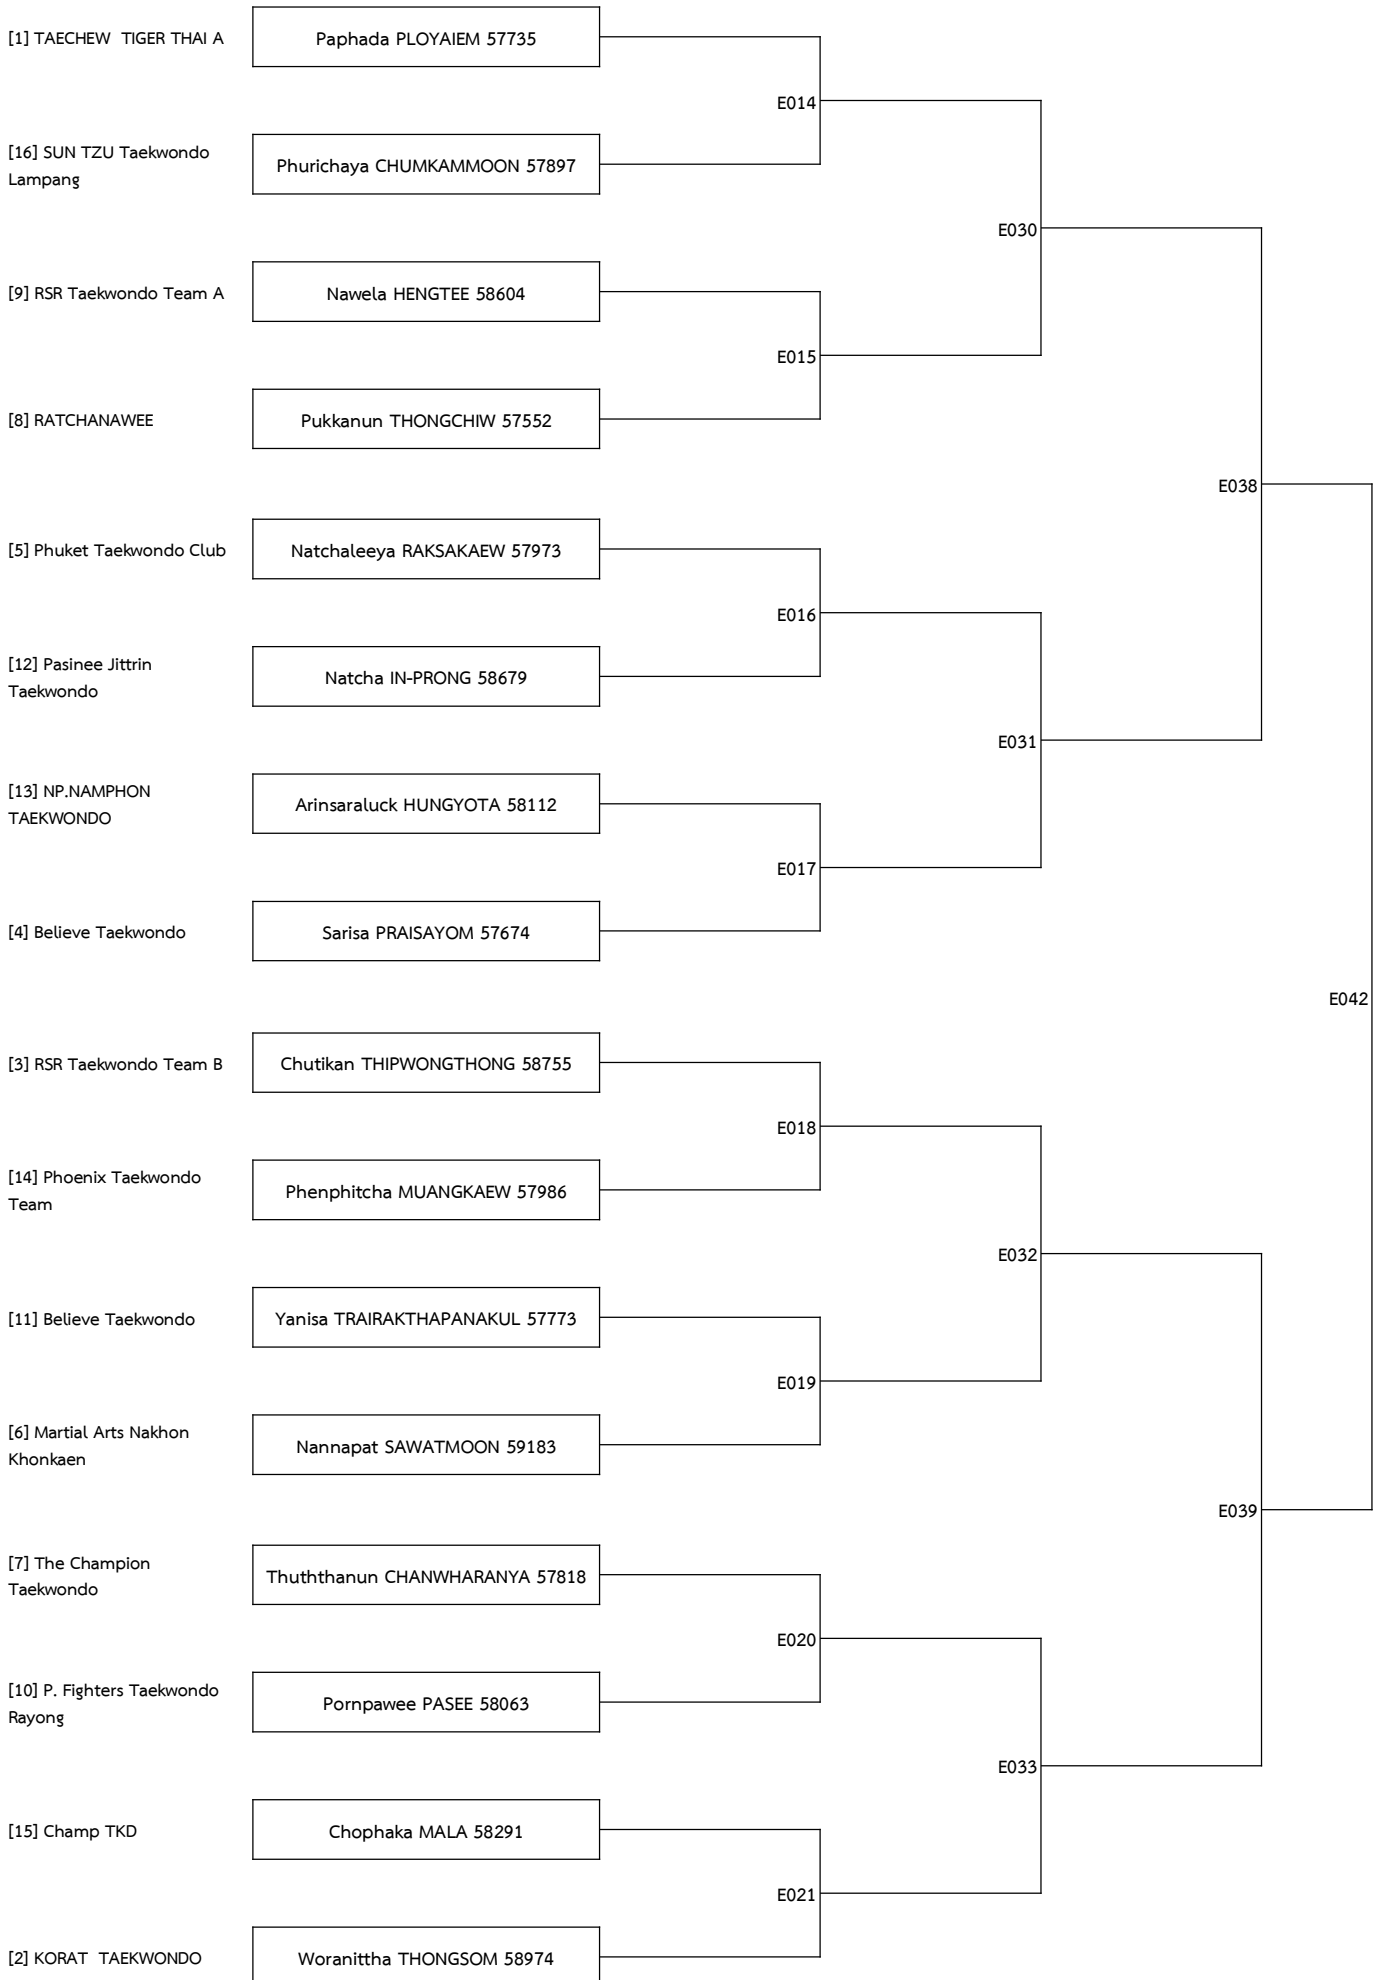 [1] TAECHEW  TIGER THAI A
Paphada PLOYAIEM 57735
E014
[16] SUN TZU Taekwondo
Lampang
Phurichaya CHUMKAMMOON 57897
E030
[9] RSR Taekwondo Team A
Nawela HENGTEE 58604
E015
[8] RATCHANAWEE
Pukkanun THONGCHIW 57552
E038
[5] Phuket Taekwondo Club
Natchaleeya RAKSAKAEW 57973
E016
[12] Pasinee Jittrin
Taekwondo
Natcha IN-PRONG 58679
E031
[13] NP.NAMPHON
TAEKWONDO
Arinsaraluck HUNGYOTA 58112
E017
[4] Believe Taekwondo
Sarisa PRAISAYOM 57674
E042
[3] RSR Taekwondo Team B
Chutikan THIPWONGTHONG 58755
E018
[14] Phoenix Taekwondo
Team
Phenphitcha MUANGKAEW 57986
E032
[11] Believe Taekwondo
Yanisa TRAIRAKTHAPANAKUL 57773
E019
[6] Martial Arts Nakhon
Khonkaen
Nannapat SAWATMOON 59183
E039
[7] The Champion
Taekwondo
Thuththanun CHANWHARANYA 57818
E020
[10] P. Fighters Taekwondo
Rayong
Pornpawee PASEE 58063
E033
[15] Champ TKD
Chophaka MALA 58291
E021
[2] KORAT  TAEKWONDO
Woranittha THONGSOM 58974